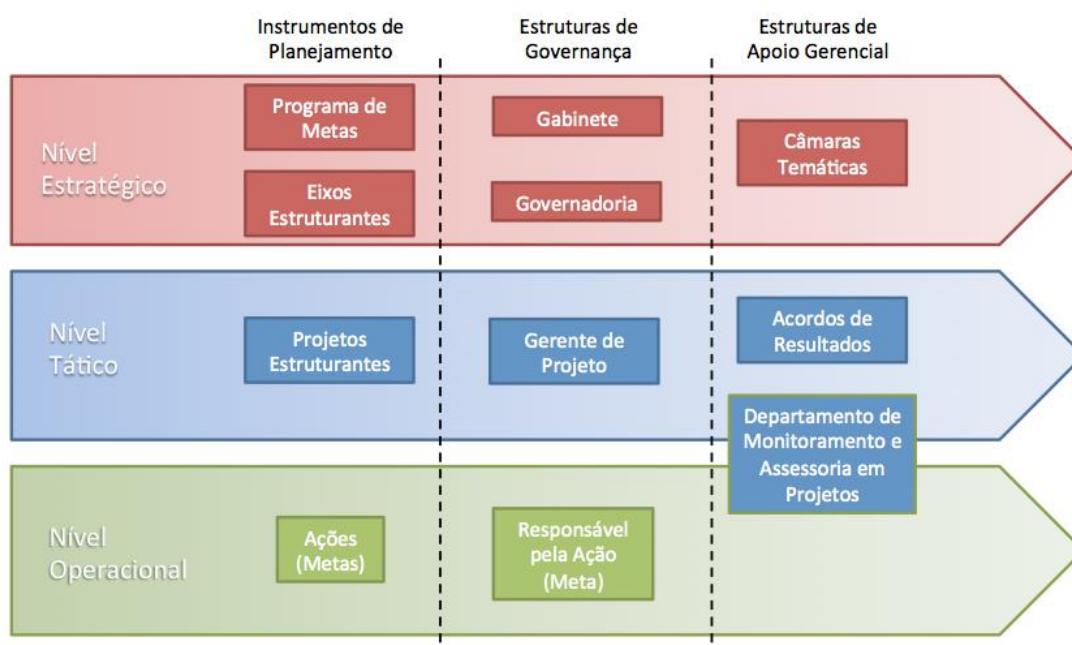 Instrumentos de
Planejamento
Estruturas de
Governança
Estruturas de
Apoio Gerencial
Nível
Estratégico
Programa de
Metas
Eixos
Estruturantes
Gabinete
Governadoria
Câmaras
Temáticas
Nível
Tático
Projetos
Estruturantes
Gerente de
Projeto
Acordos de
Resultados
Departamento de
Monitoramento e
Assessoria em
Projetos
Nível
Operacional
Ações
(Metas)
Responsável
pela Ação
(Meta)